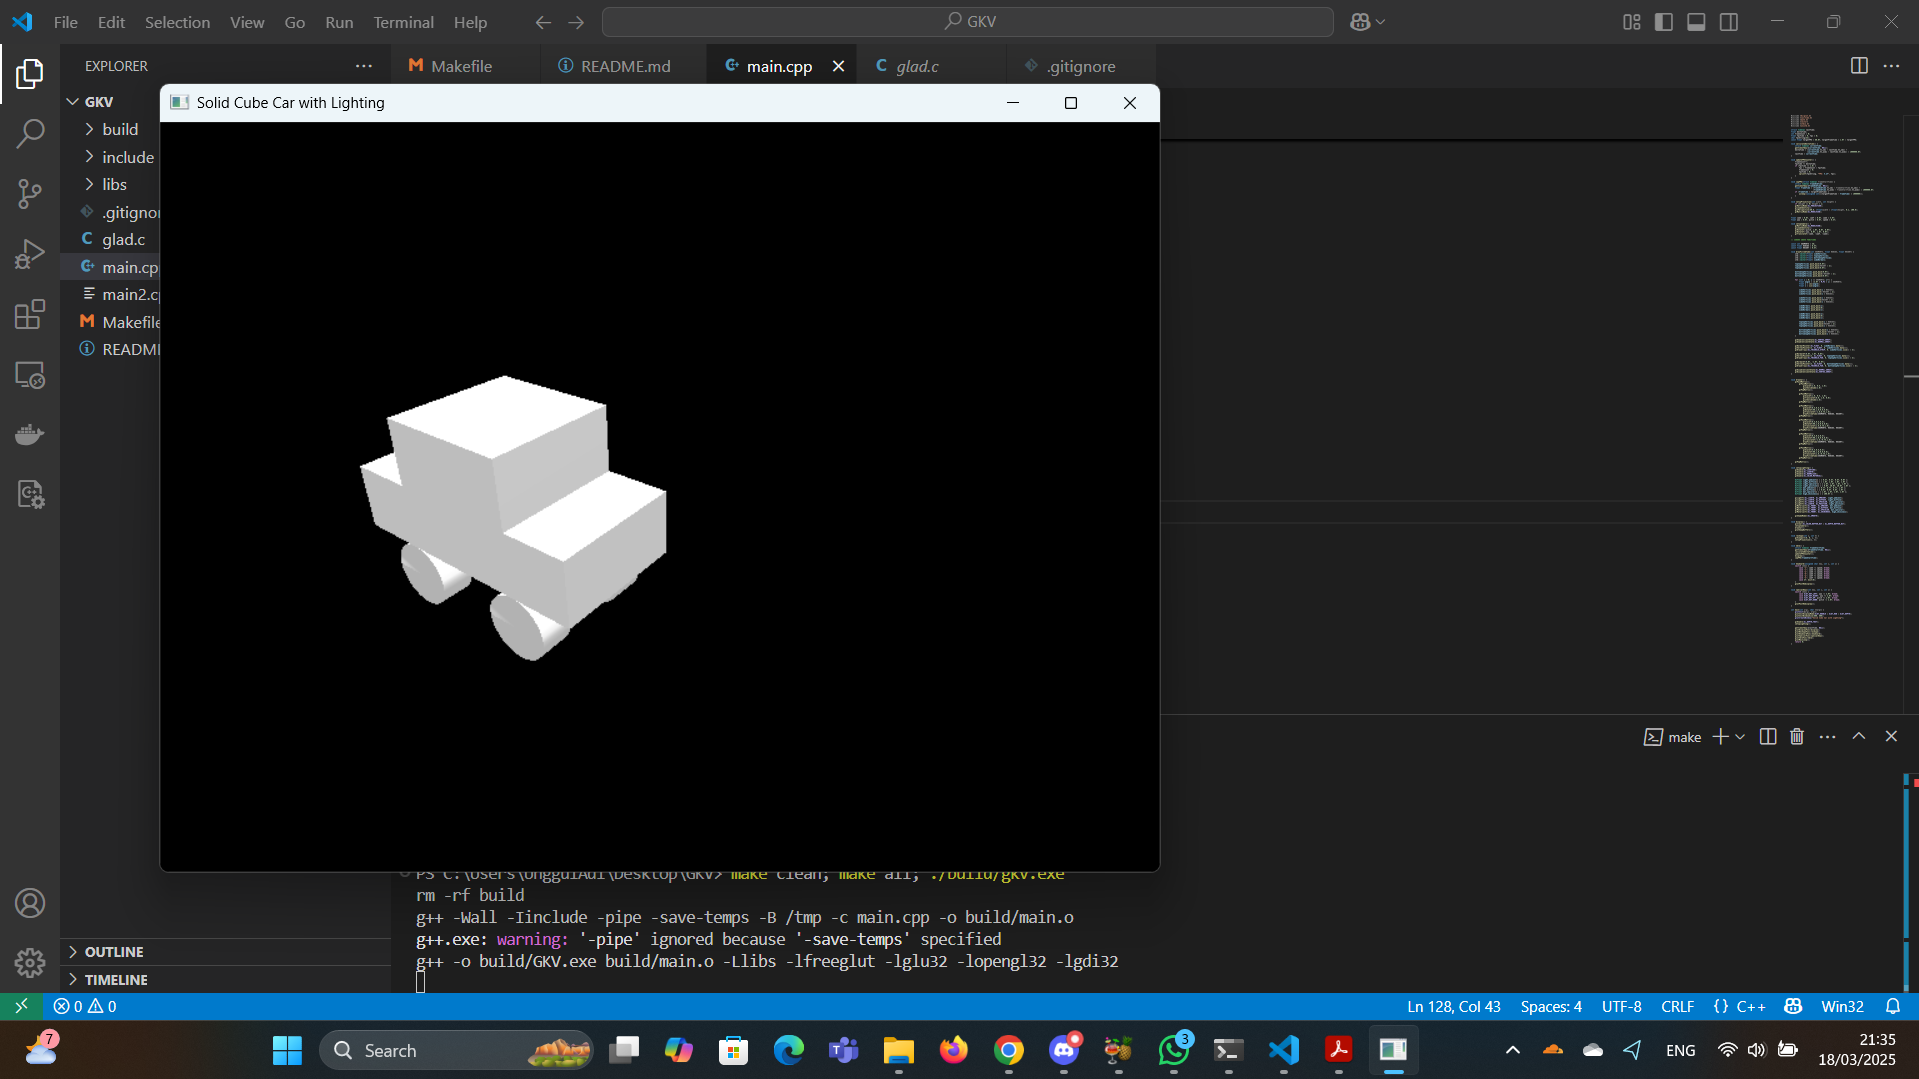 File Edit Selection View Go Run Terminal Help
GKV
EXPLORER
Makefile
README.md
main.cpp
glad.c
.gitignore
GKV
Solid Cube Car with Lighting
build
include
libs
.gitignor
glad.c
main.cp
main2.c
Makefile
README
make
PS C:\Users\UngguiAdi\Desktop\GKV> make clean; make all; ./build/gkv.exe
rm -rf build
g++ -Wall -Iinclude -pipe -save-temps -B /tmp -c main.cpp -o build/main.o
g++.exe: warning: '-pipe' ignored because '-save-temps' specified
g++ -o build/GKV.exe build/main.o -Llibs -lfreeglut -lglu32 -lopengl32 -lgdi32
OUTLINE
TIMELINE
0 0
Ln 128, Col 43 Spaces: 4 UTF-8 CRLF {} C++ Win32
7
Search
3
ENG
21:35
18/03/2025